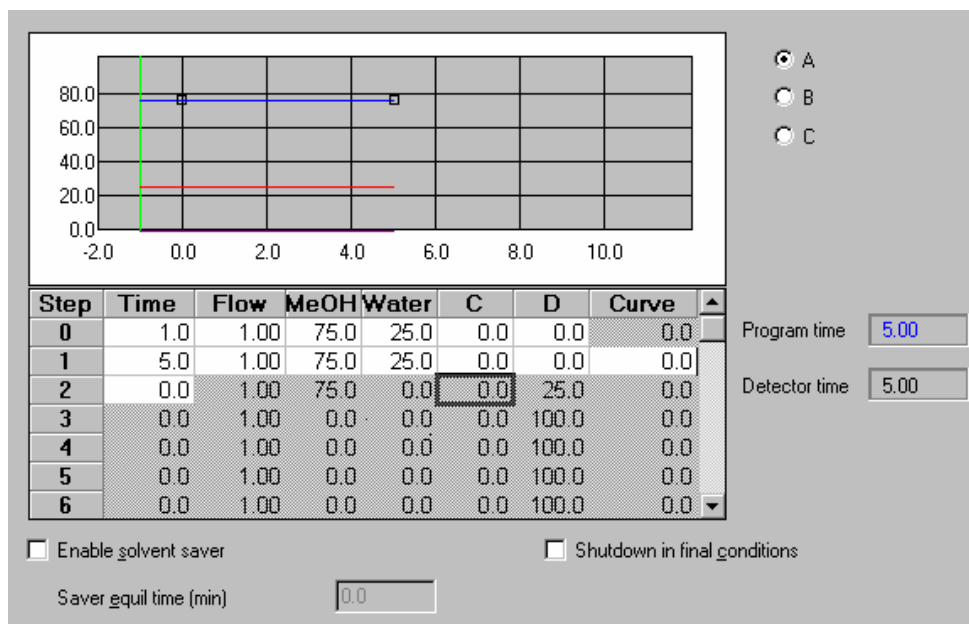 A
B
C
80.0
60.0
40.0
20.0
0.0
-2.0 0.0 2.0 4.0 6.0 8.0 10.0
Step Time Flow MeOH Water C D Curve
0 1.0 1.00 75.0 25.0 0.0 0.0 0.0
1 5.0 1.00 75.0 25.0 0.0 0.0 0.0
2 0.0 1.00 75.0 0.0 0.0 25.0 0.0
3 0.0 1.00 0.0 0.0 0.0 100.0 0.0
4 0.0 1.00 0.0 0.0 0.0 100.0 0.0
5 0.0 1.00 0.0 0.0 0.0 100.0 0.0
6 0.0 1.00 0.0 0.0 0.0 100.0 0.0
Program time 5.00
Detector time 5.00
Enable solvent saver
Shutdown in final conditions
Saver equil time (min) 0.0